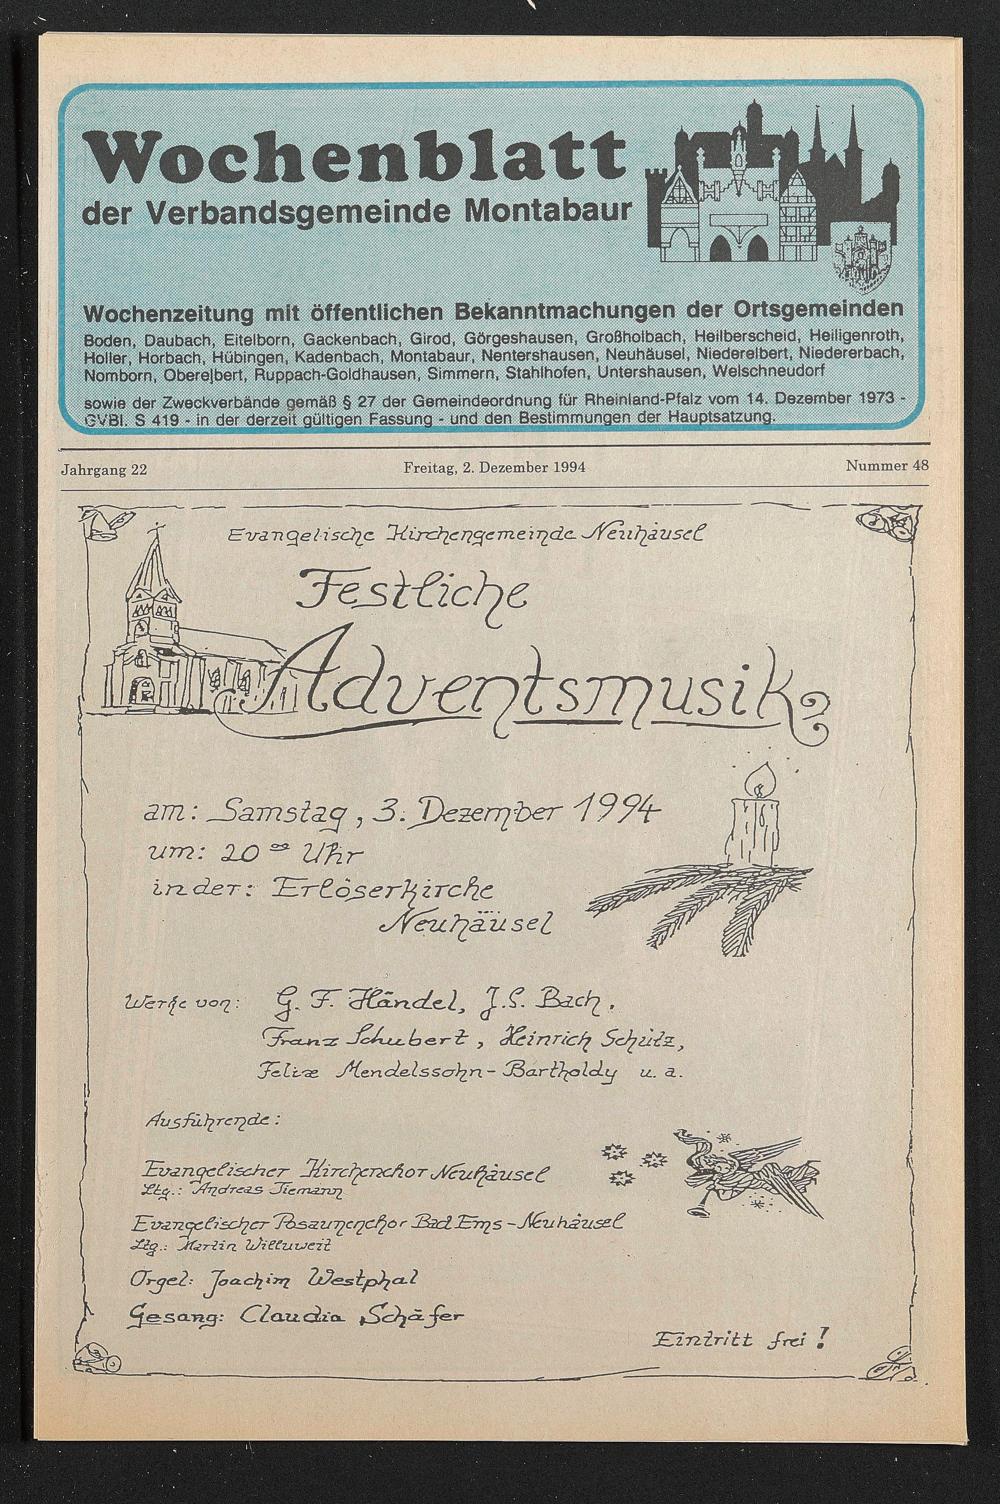 Wochenblatt
der Verbandsgemeinde Montabaur
Wochenzeitung mit öffentlichen Bekanntmachungen der Ortsgemeinden
Boden, Daubach, Eitelborn, Gackenbach, Girod, Görgeshausen, Großholbach, Heilberscheid, Heiligenroth,
Holler, Horbach, Hübingen, Kadenbach, Montabaur, Nentershausen, Neuhäusel, Niederelbert, Niedererbach,
Nomborn, Oberelbert, Ruppach-Goldhausen, Simmern, Stahlhofen, Untershausen, Welschneudorf
sowie der Zweckverbände gemäß § 27 der Gemeindeordnung für Rheinland-Pfalz vom 14. Dezember 1973 -
GVBl. S 419 - in der derzeit gültigen Fassung - und den Bestimmungen der Hauptsatzung.
Jahrgang 22 Freitag, 2. Dezember 1994 Nummer 48
Evangelische Kirchengemeinde Neuhäusel
Festliche
Adventsmusik
am: Samstag, 3. Dezember 1994
um: 20⁰⁰ Uhr
in der: Erlöserkirche
Neuhäusel
Werke von: G. F. Händel, J.S. Bach,
Franz Schubert, Heinrich Schütz,
Felix Mendelssohn-Bartholdy u. a.
Ausführende:
Evangelischer Kirchenchor Neuhäusel
Ltg.: Andreas Tiemann
Evangelischer Posaunenchor Bad Ems-Neuhäusel
Ltg.: Martin Willuweit
Orgel: Joachim Westphal
Gesang: Claudia Schäfer
Eintritt frei!